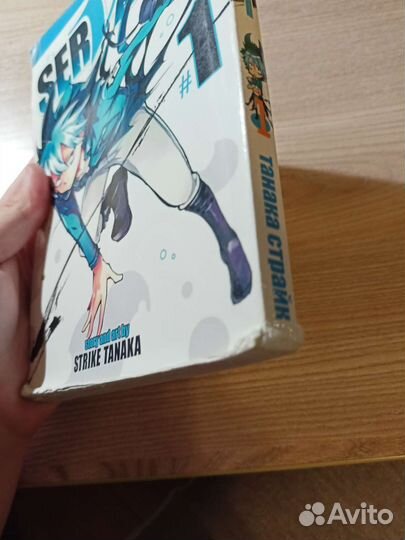 SER
#1
story and art by
STRIKE TANAKA
ТАНАКА СТРАЙК
Avito